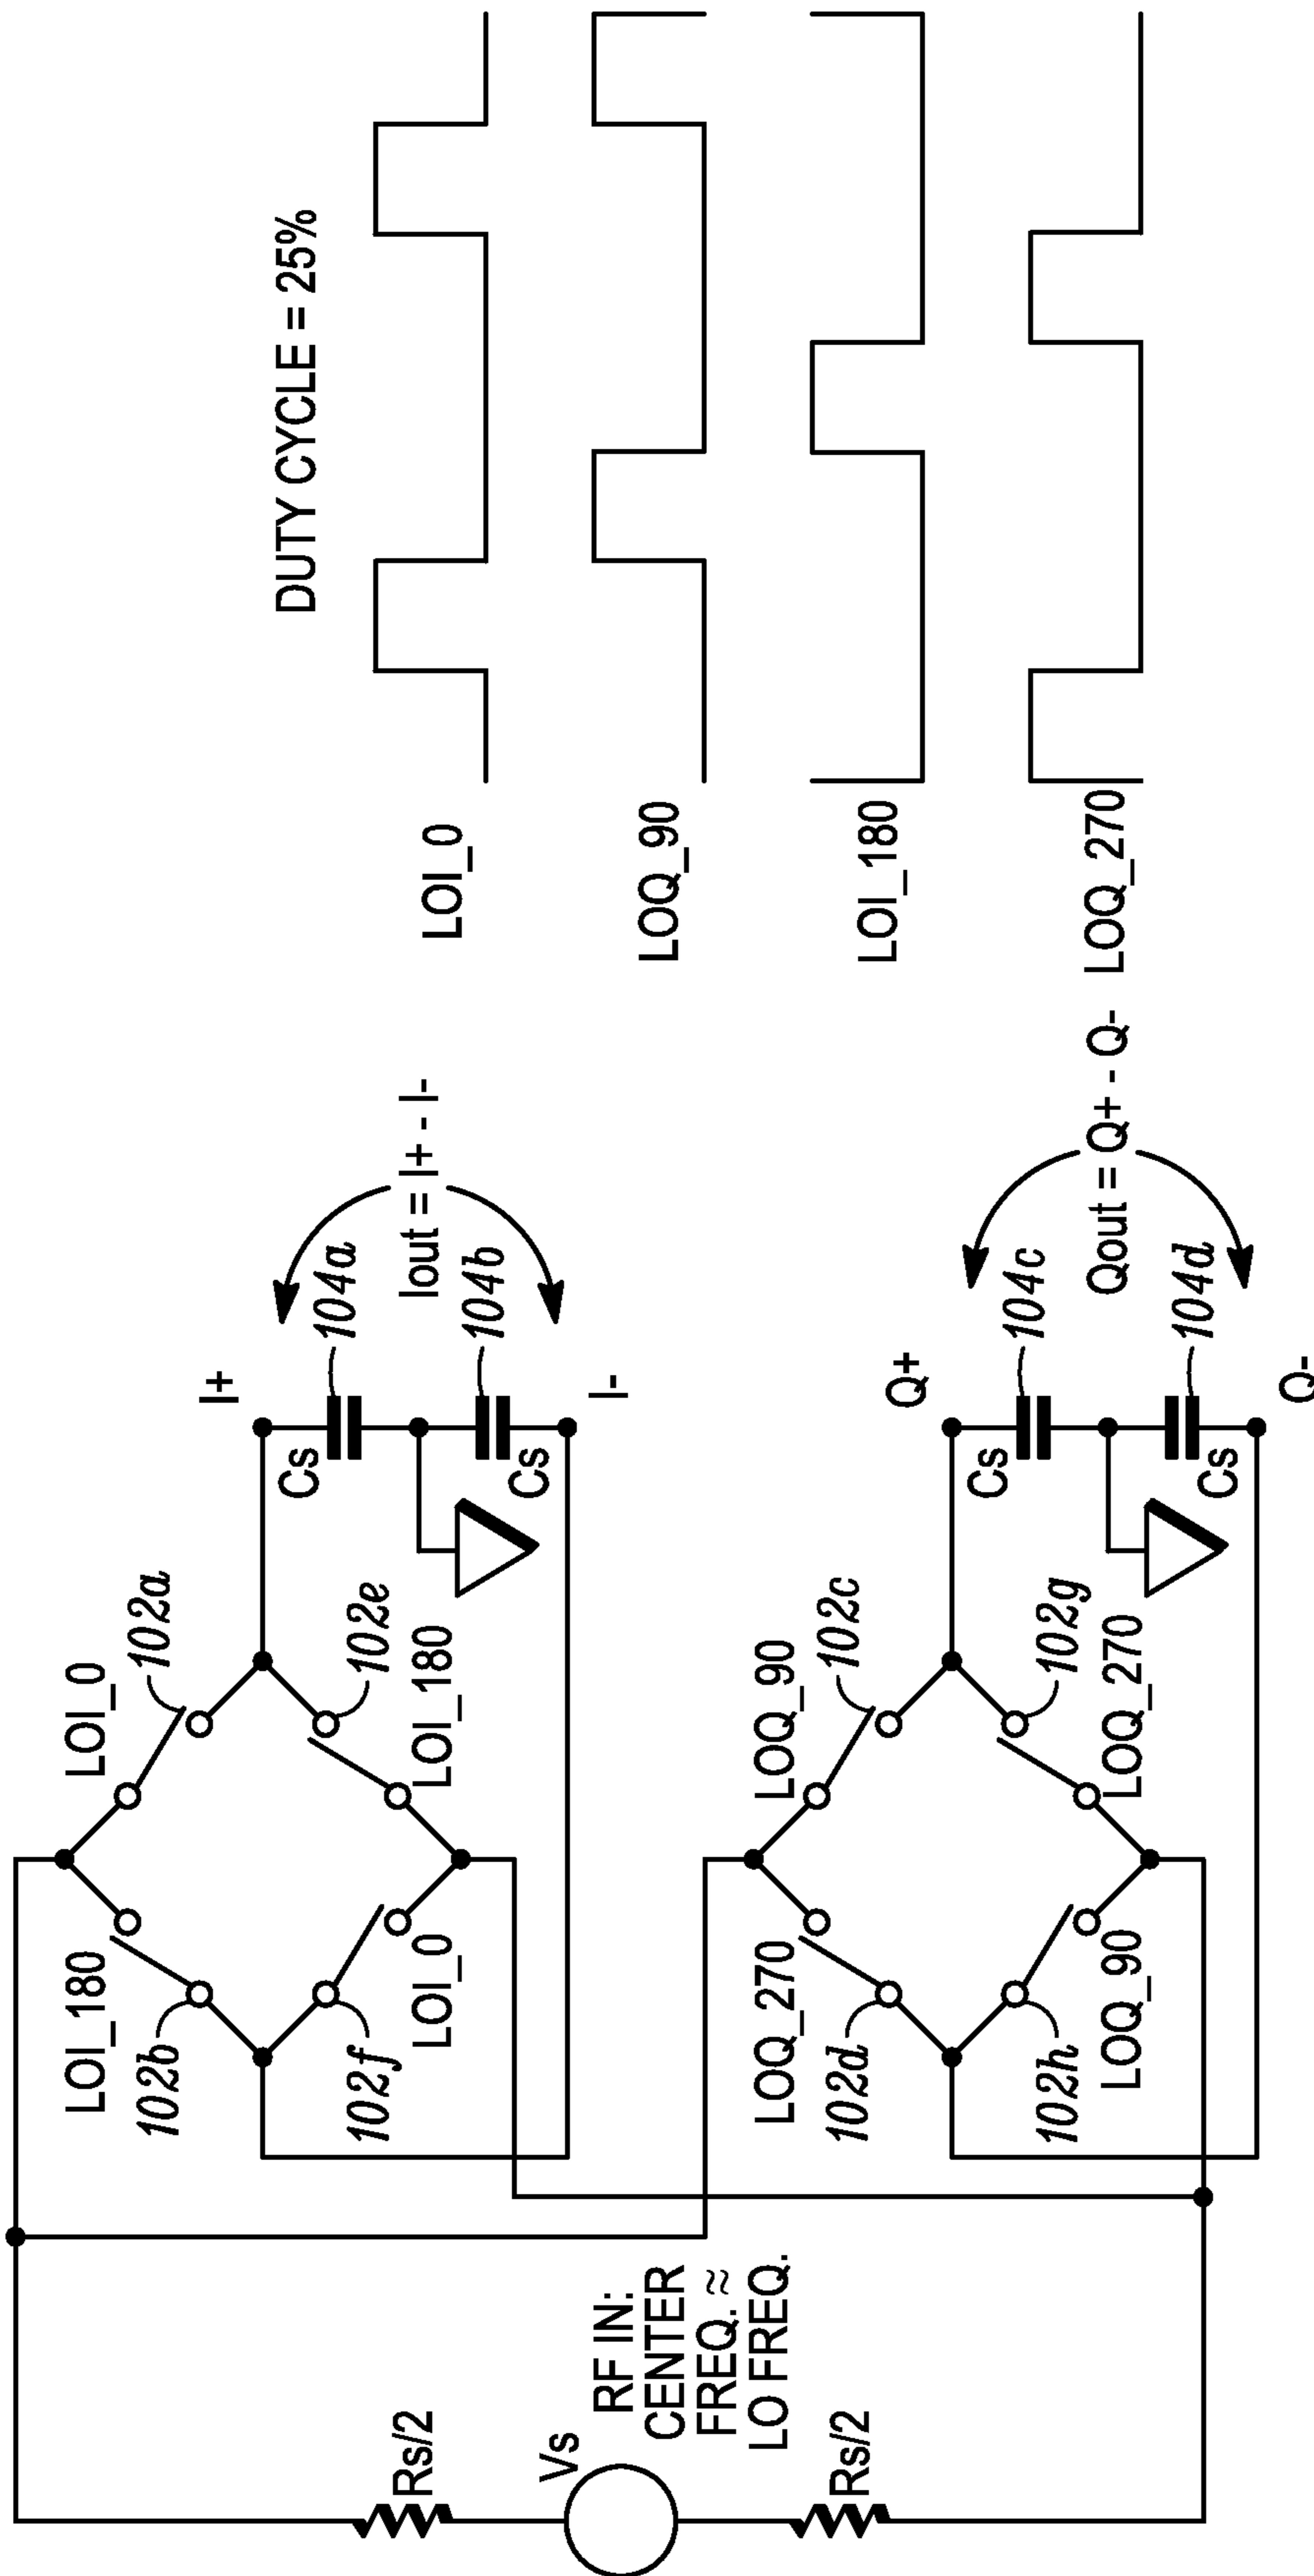 Rs/2
Vs
Rs/2
RF IN:
CENTER
FREQ. ≈
LO FREQ.
LOI_180
102b
LOI_0
102a
102f
LOI_0
102e
LOI_180
I+
Cs
104a
Cs
104b
I-
Iout = I+ - I-
LOQ_270
102d
LOQ_90
102c
102h
LOQ_90
102g
LOQ_270
Q+
Cs
104c
Cs
104d
Q-
Qout = Q+ - Q-
DUTY CYCLE = 25%
LOI_0
LOQ_90
LOI_180
LOQ_270